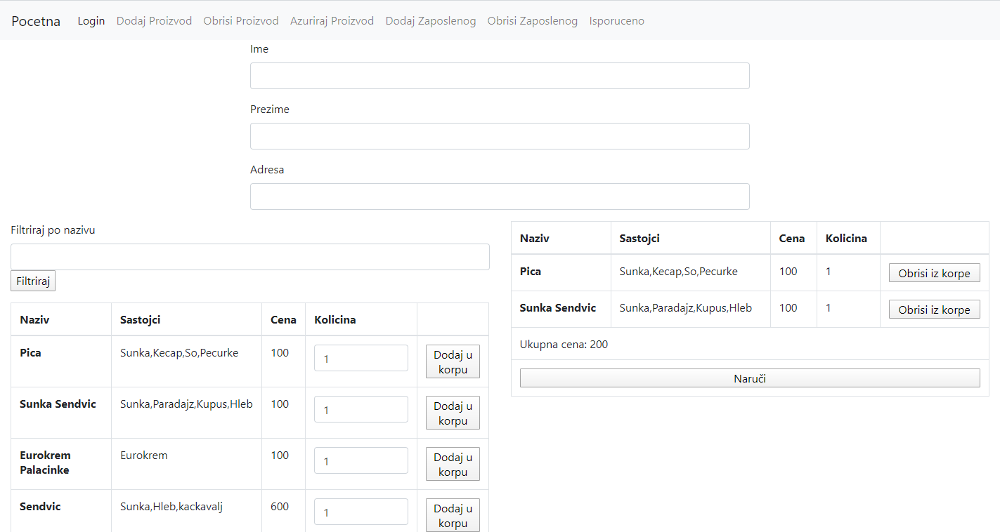 Pocetna Login Dodaj Proizvod Obrisi Proizvod Azuriraj Proizvod Dodaj Zaposlenog Obrisi Zaposlenog Isporuceno
Ime
Prezime
Adresa
Filtriraj po nazivu
Filtriraj
Naziv Sastojci Cena Kolicina
Pica Sunka,Kecap,So,Pecurke 100 1 Dodaj u
korpu
Sunka Sendvic Sunka,Paradajz,Kupus,Hleb 100 1 Dodaj u
korpu
Eurokrem Eurokrem 100 1 Dodaj u
Palacinke korpu
Sendvic Sunka,Hleb,kackavalj 600 1 Dodaj u
korpu
Naziv Sastojci Cena Kolicina
Pica Sunka,Kecap,So,Pecurke 100 1 Obrisi iz korpe
Sunka Sendvic Sunka,Paradajz,Kupus,Hleb 100 1 Obrisi iz korpe
Ukupna cena: 200
Naruči